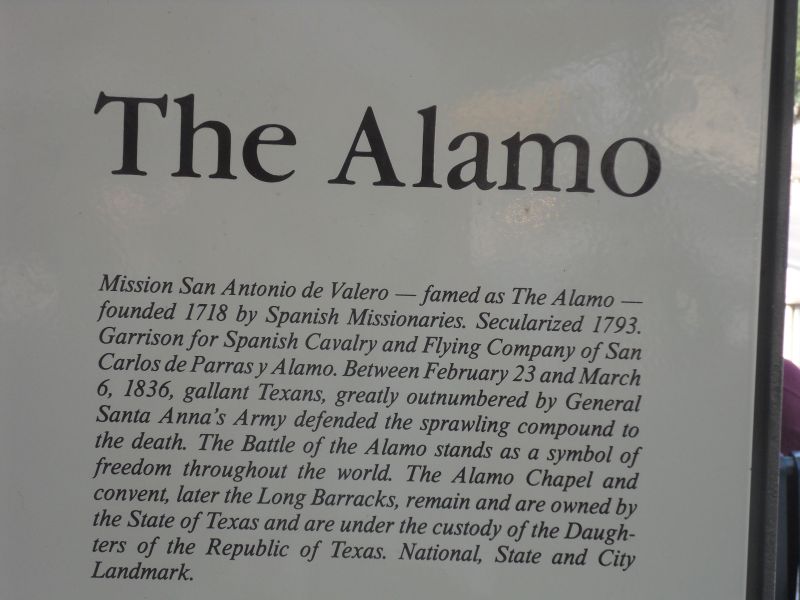 The Alamo
Mission San Antonio de Valero — famed as The Alamo —
founded 1718 by Spanish Missionaries. Secularized 1793.
Garrison for Spanish Cavalry and Flying Company of San
Carlos de Parras y Alamo. Between February 23 and March
6, 1836, gallant Texans, greatly outnumbered by General
Santa Anna's Army defended the sprawling compound to
the death. The Battle of the Alamo stands as a symbol of
freedom throughout the world. The Alamo Chapel and
convent, later the Long Barracks, remain and are owned by
the State of Texas and are under the custody of the Daugh-
ters of the Republic of Texas. National, State and City
Landmark.